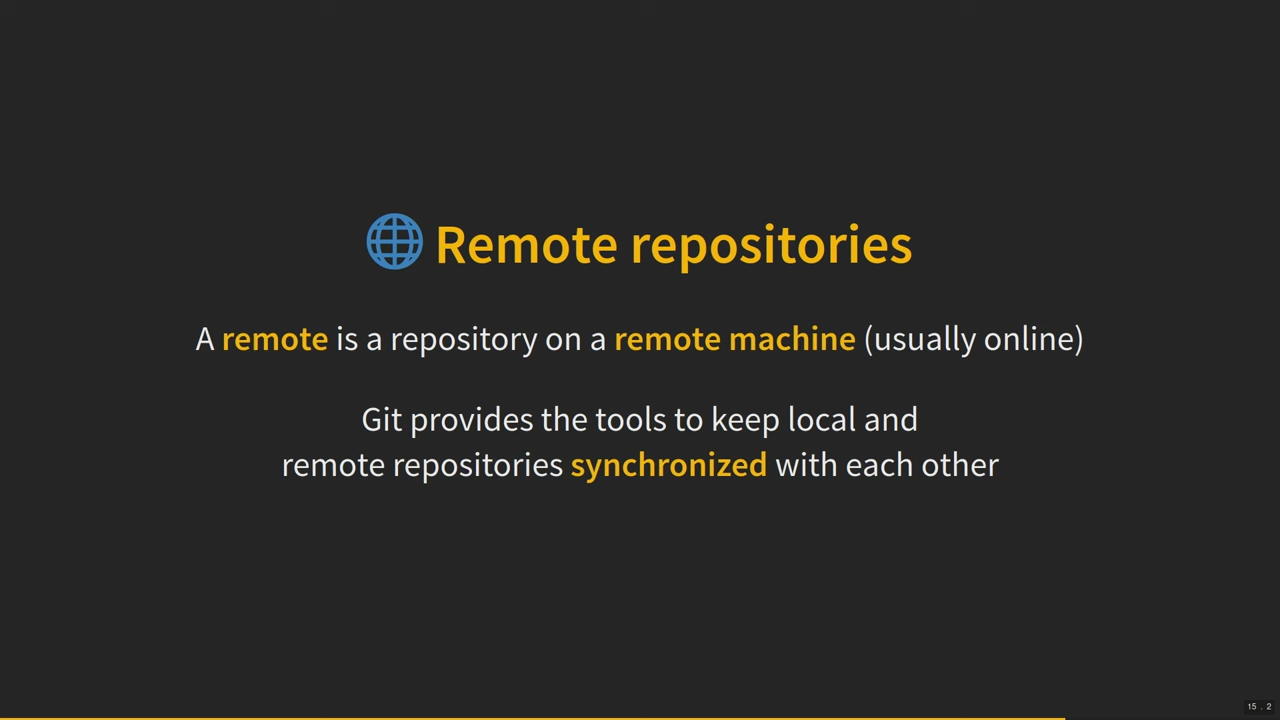 Remote repositories
A remote is a repository on a remote machine (usually online)
Git provides the tools to keep local and
remote repositories synchronized with each other
15 . 2